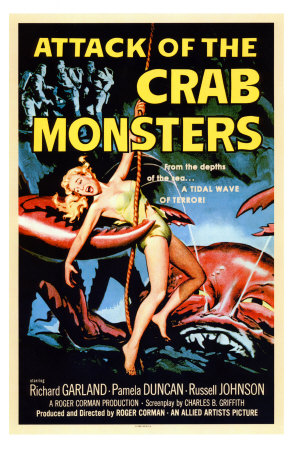 ATTACK OF THE
CRAB
MONSTERS
From the depths
of the sea...
A TIDAL WAVE
OF TERROR!
starring
Richard GARLAND • Pamela DUNCAN • Russell JOHNSON
A ROGER CORMAN PRODUCTION • Screenplay by CHARLES B. GRIFFITH
Produced and Directed by ROGER CORMAN • AN ALLIED ARTISTS PICTURE